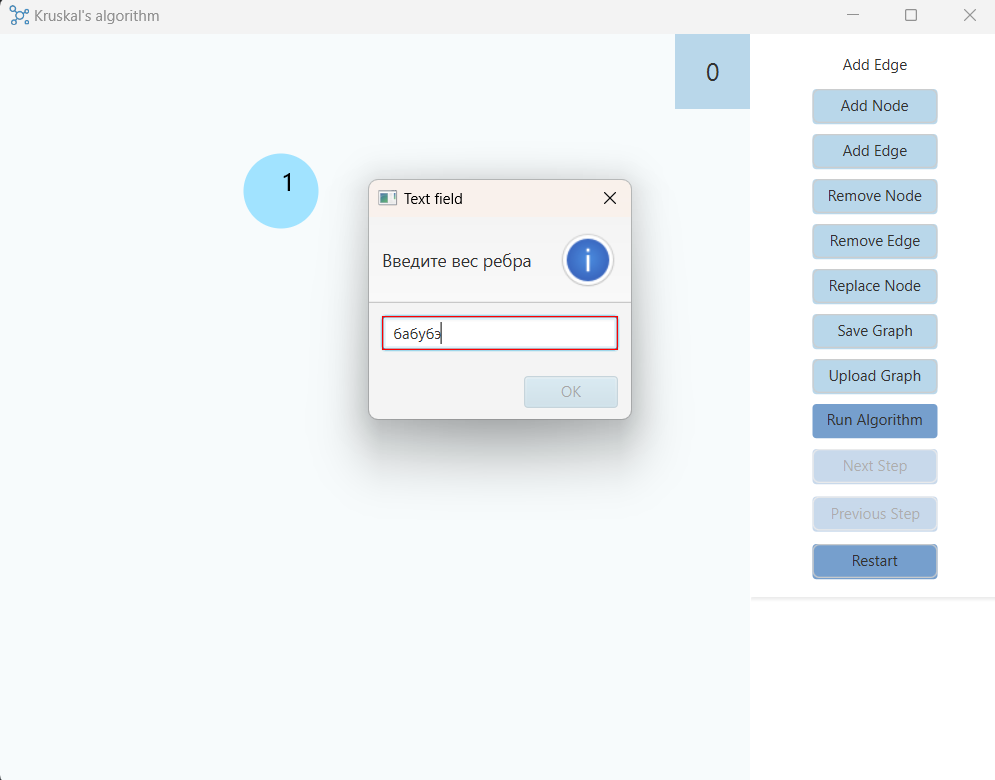 Kruskal's algorithm
0
1
Text field
Введите вес ребра
бабубэ
OK
Add Edge
Add Node
Add Edge
Remove Node
Remove Edge
Replace Node
Save Graph
Upload Graph
Run Algorithm
Next Step
Previous Step
Restart